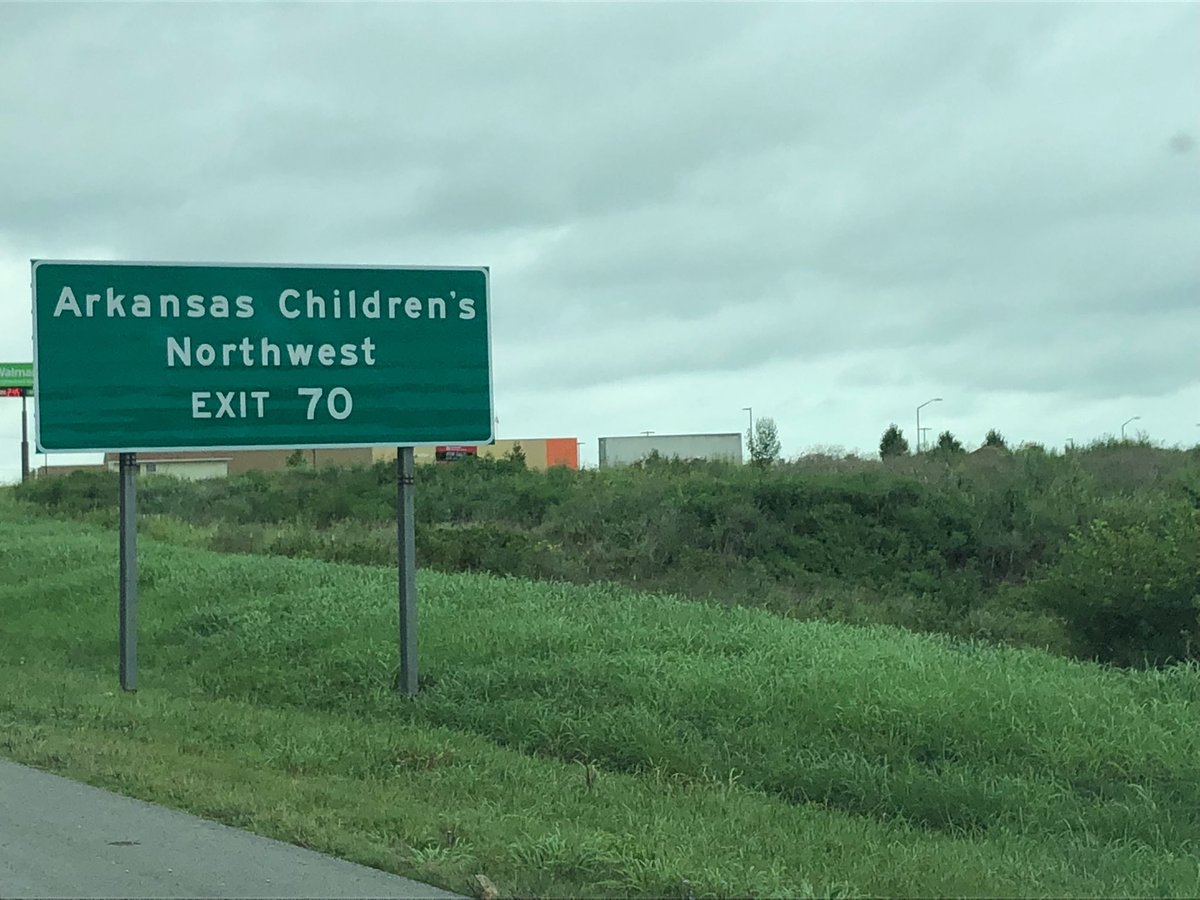 Arkansas Children's
Northwest
EXIT 70